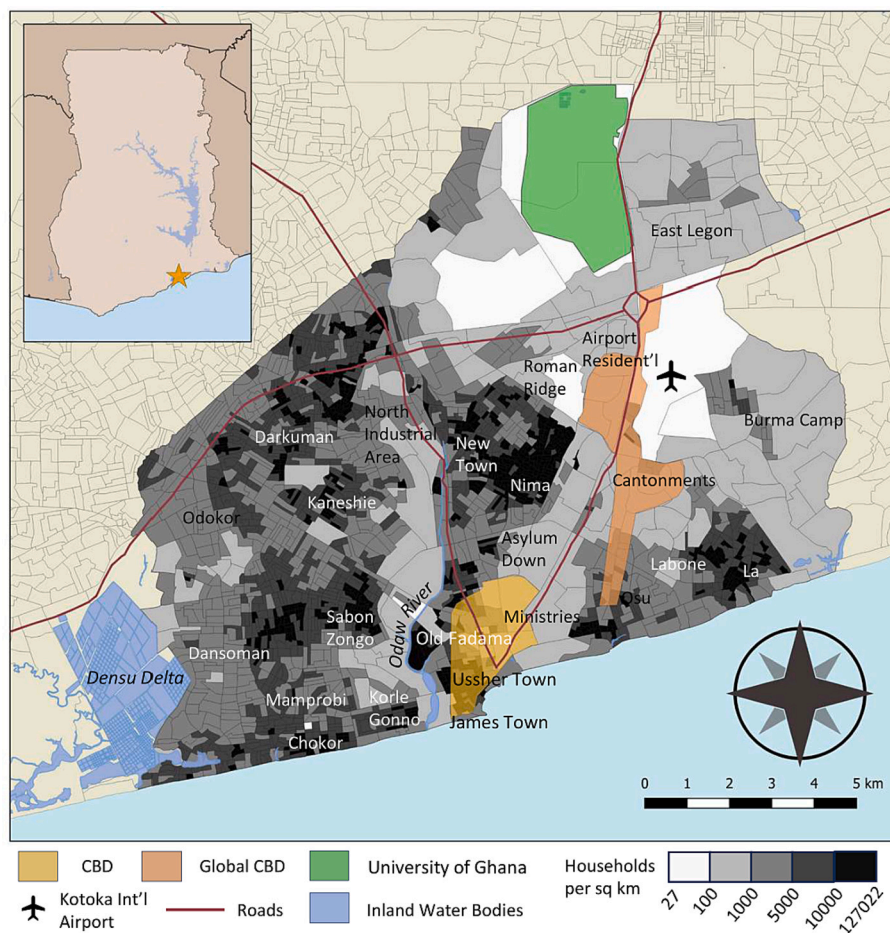 East Legon
Airport
Resident'l
Roman
Ridge
Burma Camp
North
Industrial
Area
New
Town
Darkuman
Nima
Cantonments
Kaneshie
Odokor
Asylum
Down
Labone
La
Osu
Odaw River
Sabon
Zongo
Ministries
Old Fadama
Dansoman
Densu Delta
Ussher Town
Mamprobi
Korle
Gonno
James Town
Chokor
0 1 2 3 4 5 km
CBD
Global CBD
University of Ghana
Households
per sq km
27
100
1000
5000
10000
127022
Kotoka Int'l
Airport
Roads
Inland Water Bodies